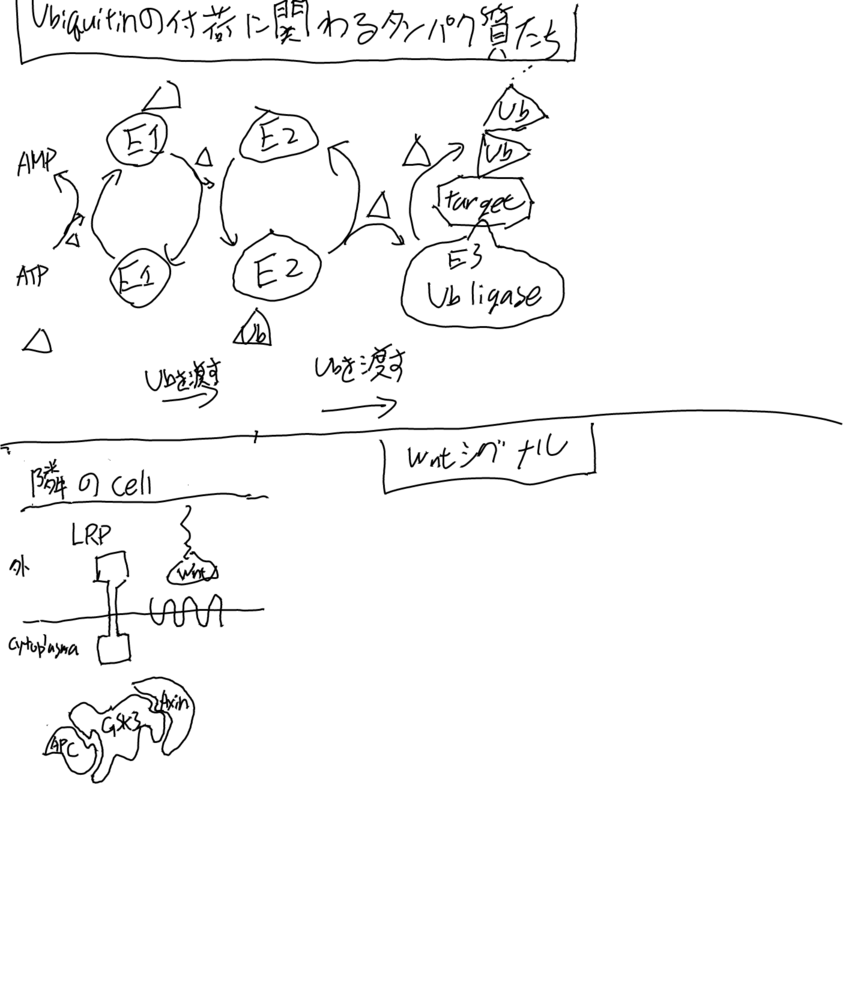 Ubiquitinの付荷に関わるタンパク質たち
E1
E2
Ub
Ub
AMP
target
ATP
E1
E2
E3
Ub ligase
Ub
Ubを渡す
Ubを渡す
Wntシグナル
隣のcell
LRP
外
Wnt
cytoplasma
Axin
GSK3
APC